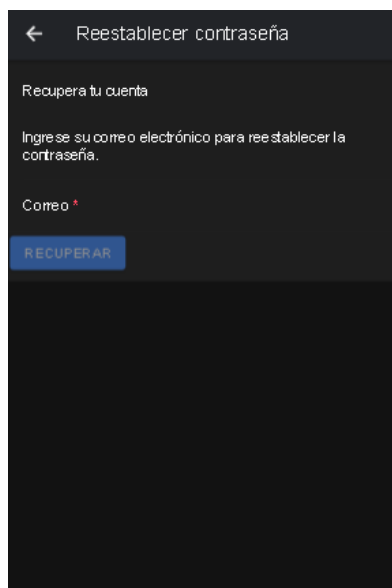 Reestablecer contraseña
Recupera tu cuenta
Ingrese su correo electrónico para reestablecer la
contraseña.
Correo *
RECUPERAR